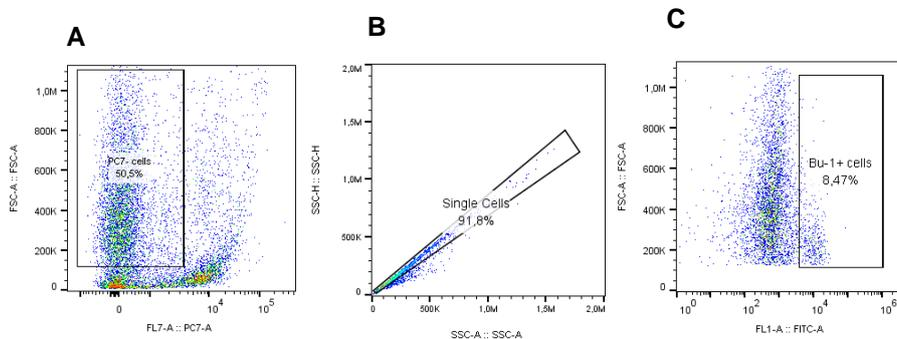 A
B
C
FSC-A :: FSC-A
1,0M
800K
600K
400K
200K
0
PC7- cells
50,5%
0
10^4
10^5
FL7-A :: PC7-A
SSC-H :: SSC-H
2,0M
1,5M
1,0M
500K
0
Single Cells
91,8%
0
500K
1,0M
1,5M
2,0M
SSC-A :: SSC-A
FSC-A :: FSC-A
1,0M
800K
600K
400K
200K
0
Bu-1+ cells
8,47%
10^0
10^2
10^4
10^6
FL1-A :: FITC-A